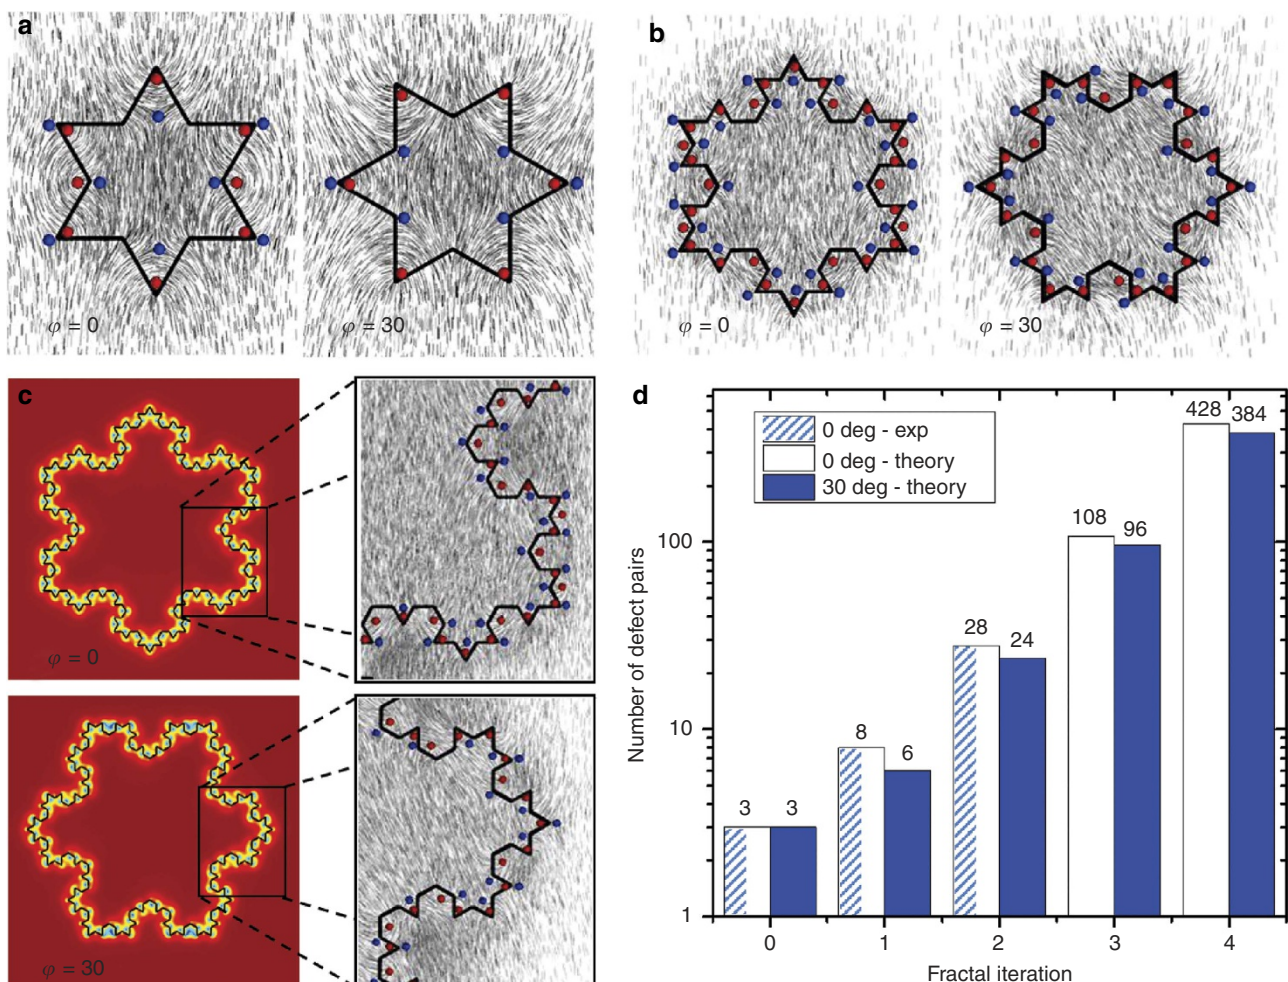 a
φ = 0
φ = 30
b
φ = 0
φ = 30
c
φ = 0
φ = 30
d
0 deg - exp
0 deg - theory
30 deg - theory
Number of defect pairs
100
10
1
3
3
8
6
28
24
108
96
428
384
0
1
2
3
4
Fractal iteration